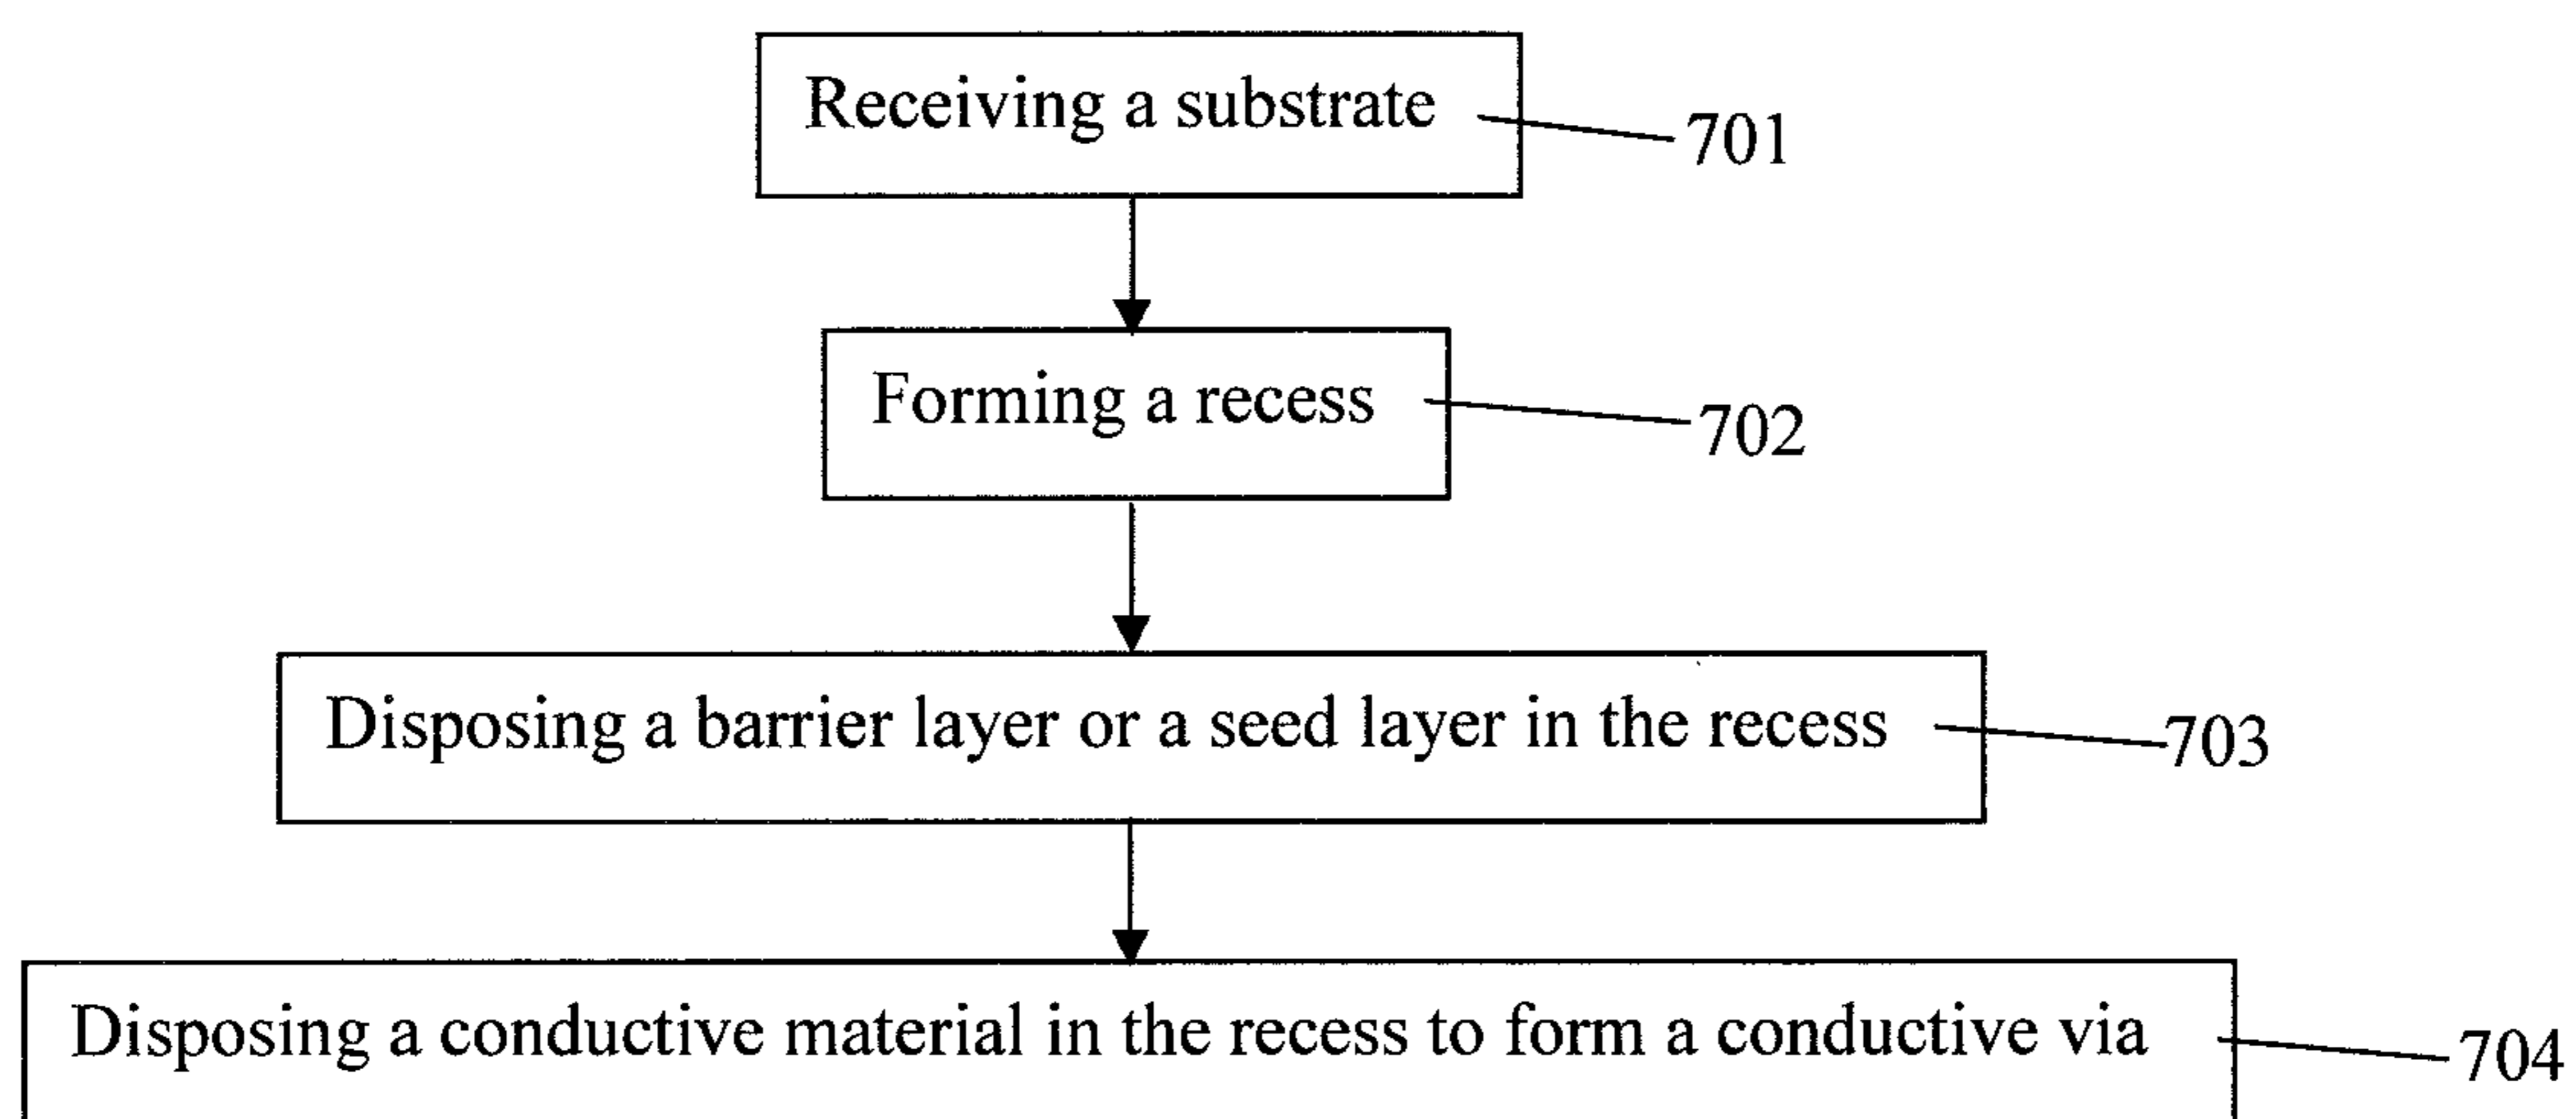 Receiving a substrate
701
Forming a recess
702
Disposing a barrier layer or a seed layer in the recess
703
Disposing a conductive material in the recess to form a conductive via
704